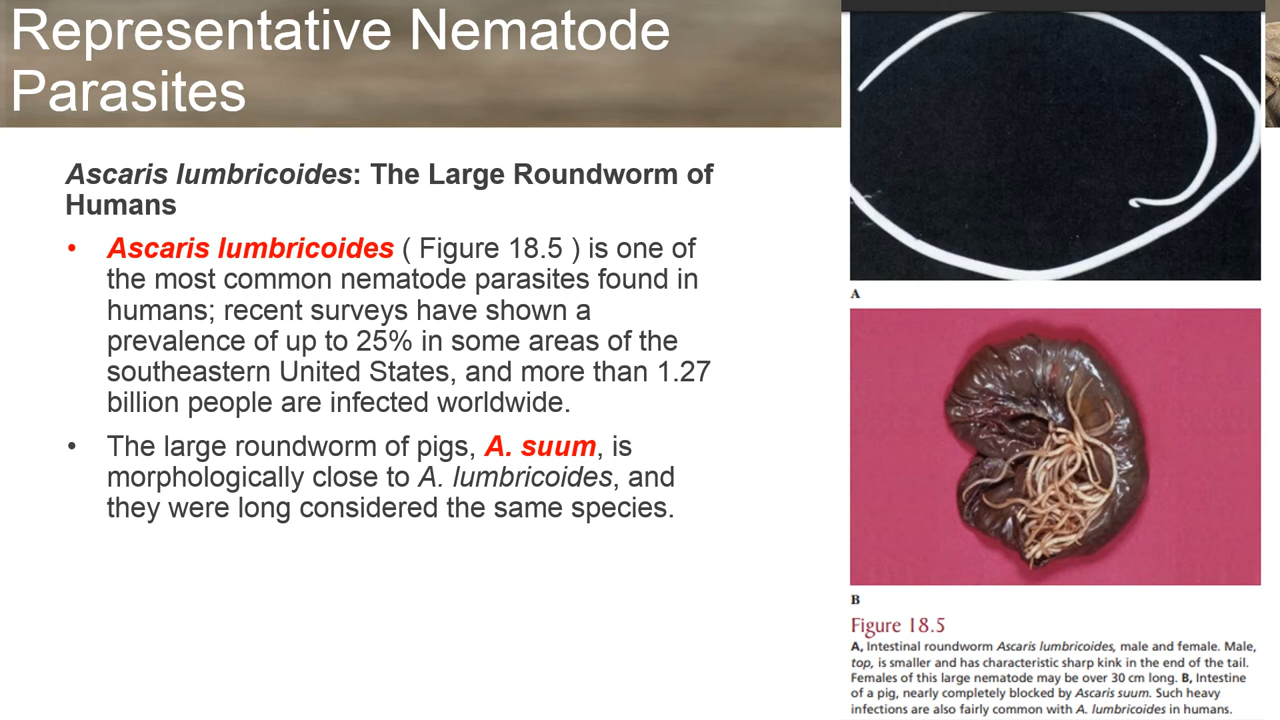 Representative Nematode
Parasites
Ascaris lumbricoides: The Large Roundworm of
Humans
• Ascaris lumbricoides ( Figure 18.5 ) is one of
the most common nematode parasites found in
humans; recent surveys have shown a
prevalence of up to 25% in some areas of the
southeastern United States, and more than 1.27
billion people are infected worldwide.
• The large roundworm of pigs, A. suum, is
morphologically close to A. lumbricoides, and
they were long considered the same species.
A
B
Figure 18.5
A, Intestinal roundworm Ascaris lumbricoides, male and female. Male,
top, is smaller and has characteristic sharp kink in the end of the tail.
Females of this large nematode may be over 30 cm long. B, Intestine
of a pig, nearly completely blocked by Ascaris suum. Such heavy
infections are also fairly common with A. lumbricoides in humans.